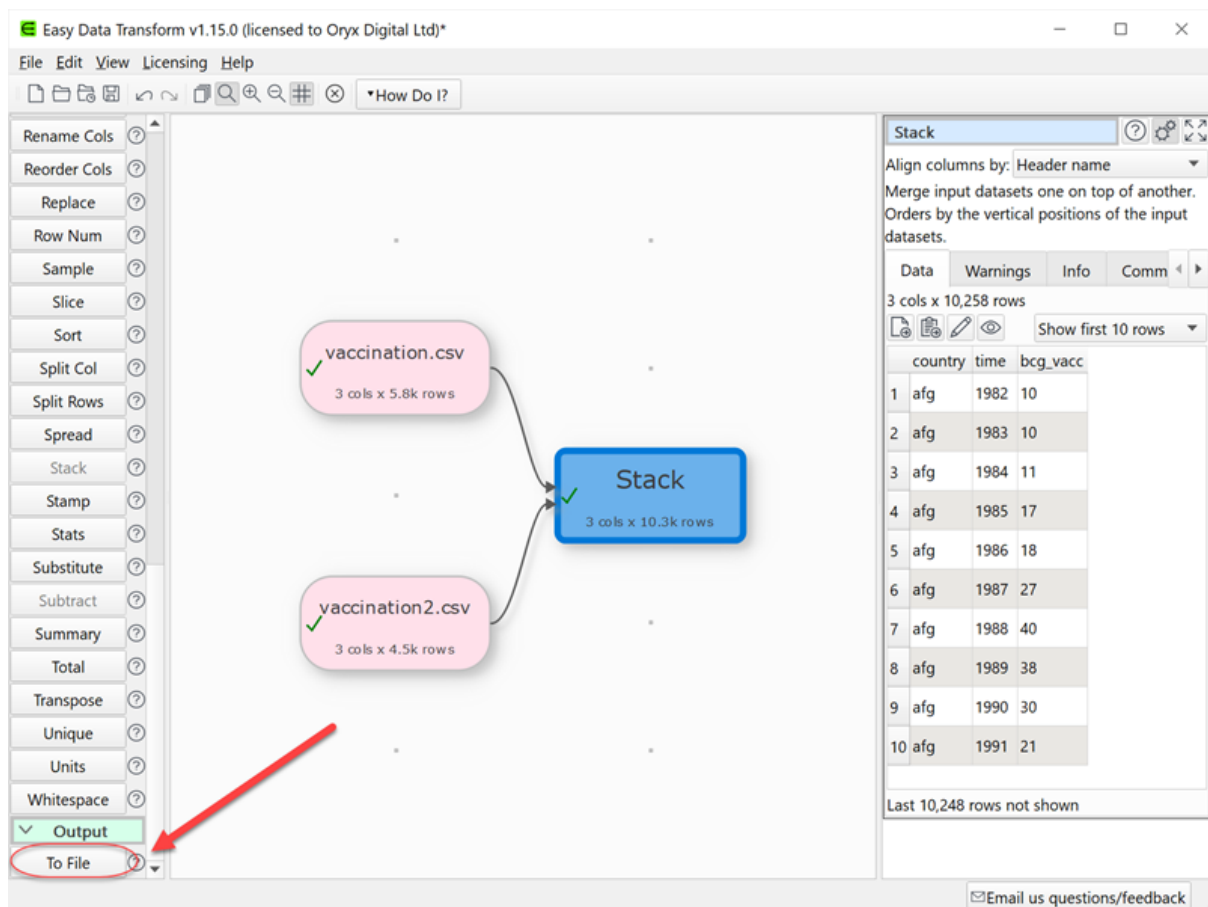 Easy Data Transform v1.15.0 (licensed to Oryx Digital Ltd)*
File Edit View Licensing Help
How Do I?
Rename Cols
Reorder Cols
Replace
Row Num
Sample
Slice
Sort
Split Col
Split Rows
Spread
Stack
Stamp
Stats
Substitute
Subtract
Summary
Total
Transpose
Unique
Units
Whitespace
Output
To File
vaccination.csv
3 cols x 5.8k rows
vaccination2.csv
3 cols x 4.5k rows
Stack
3 cols x 10.3k rows
Stack
Align columns by: Header name
Merge input datasets one on top of another.
Orders by the vertical positions of the input
datasets.
Data Warnings Info Comm
3 cols x 10,258 rows
Show first 10 rows
country time bcg_vacc
1 afg 1982 10
2 afg 1983 10
3 afg 1984 11
4 afg 1985 17
5 afg 1986 18
6 afg 1987 27
7 afg 1988 40
8 afg 1989 38
9 afg 1990 30
10 afg 1991 21
Last 10,248 rows not shown
Email us questions/feedback